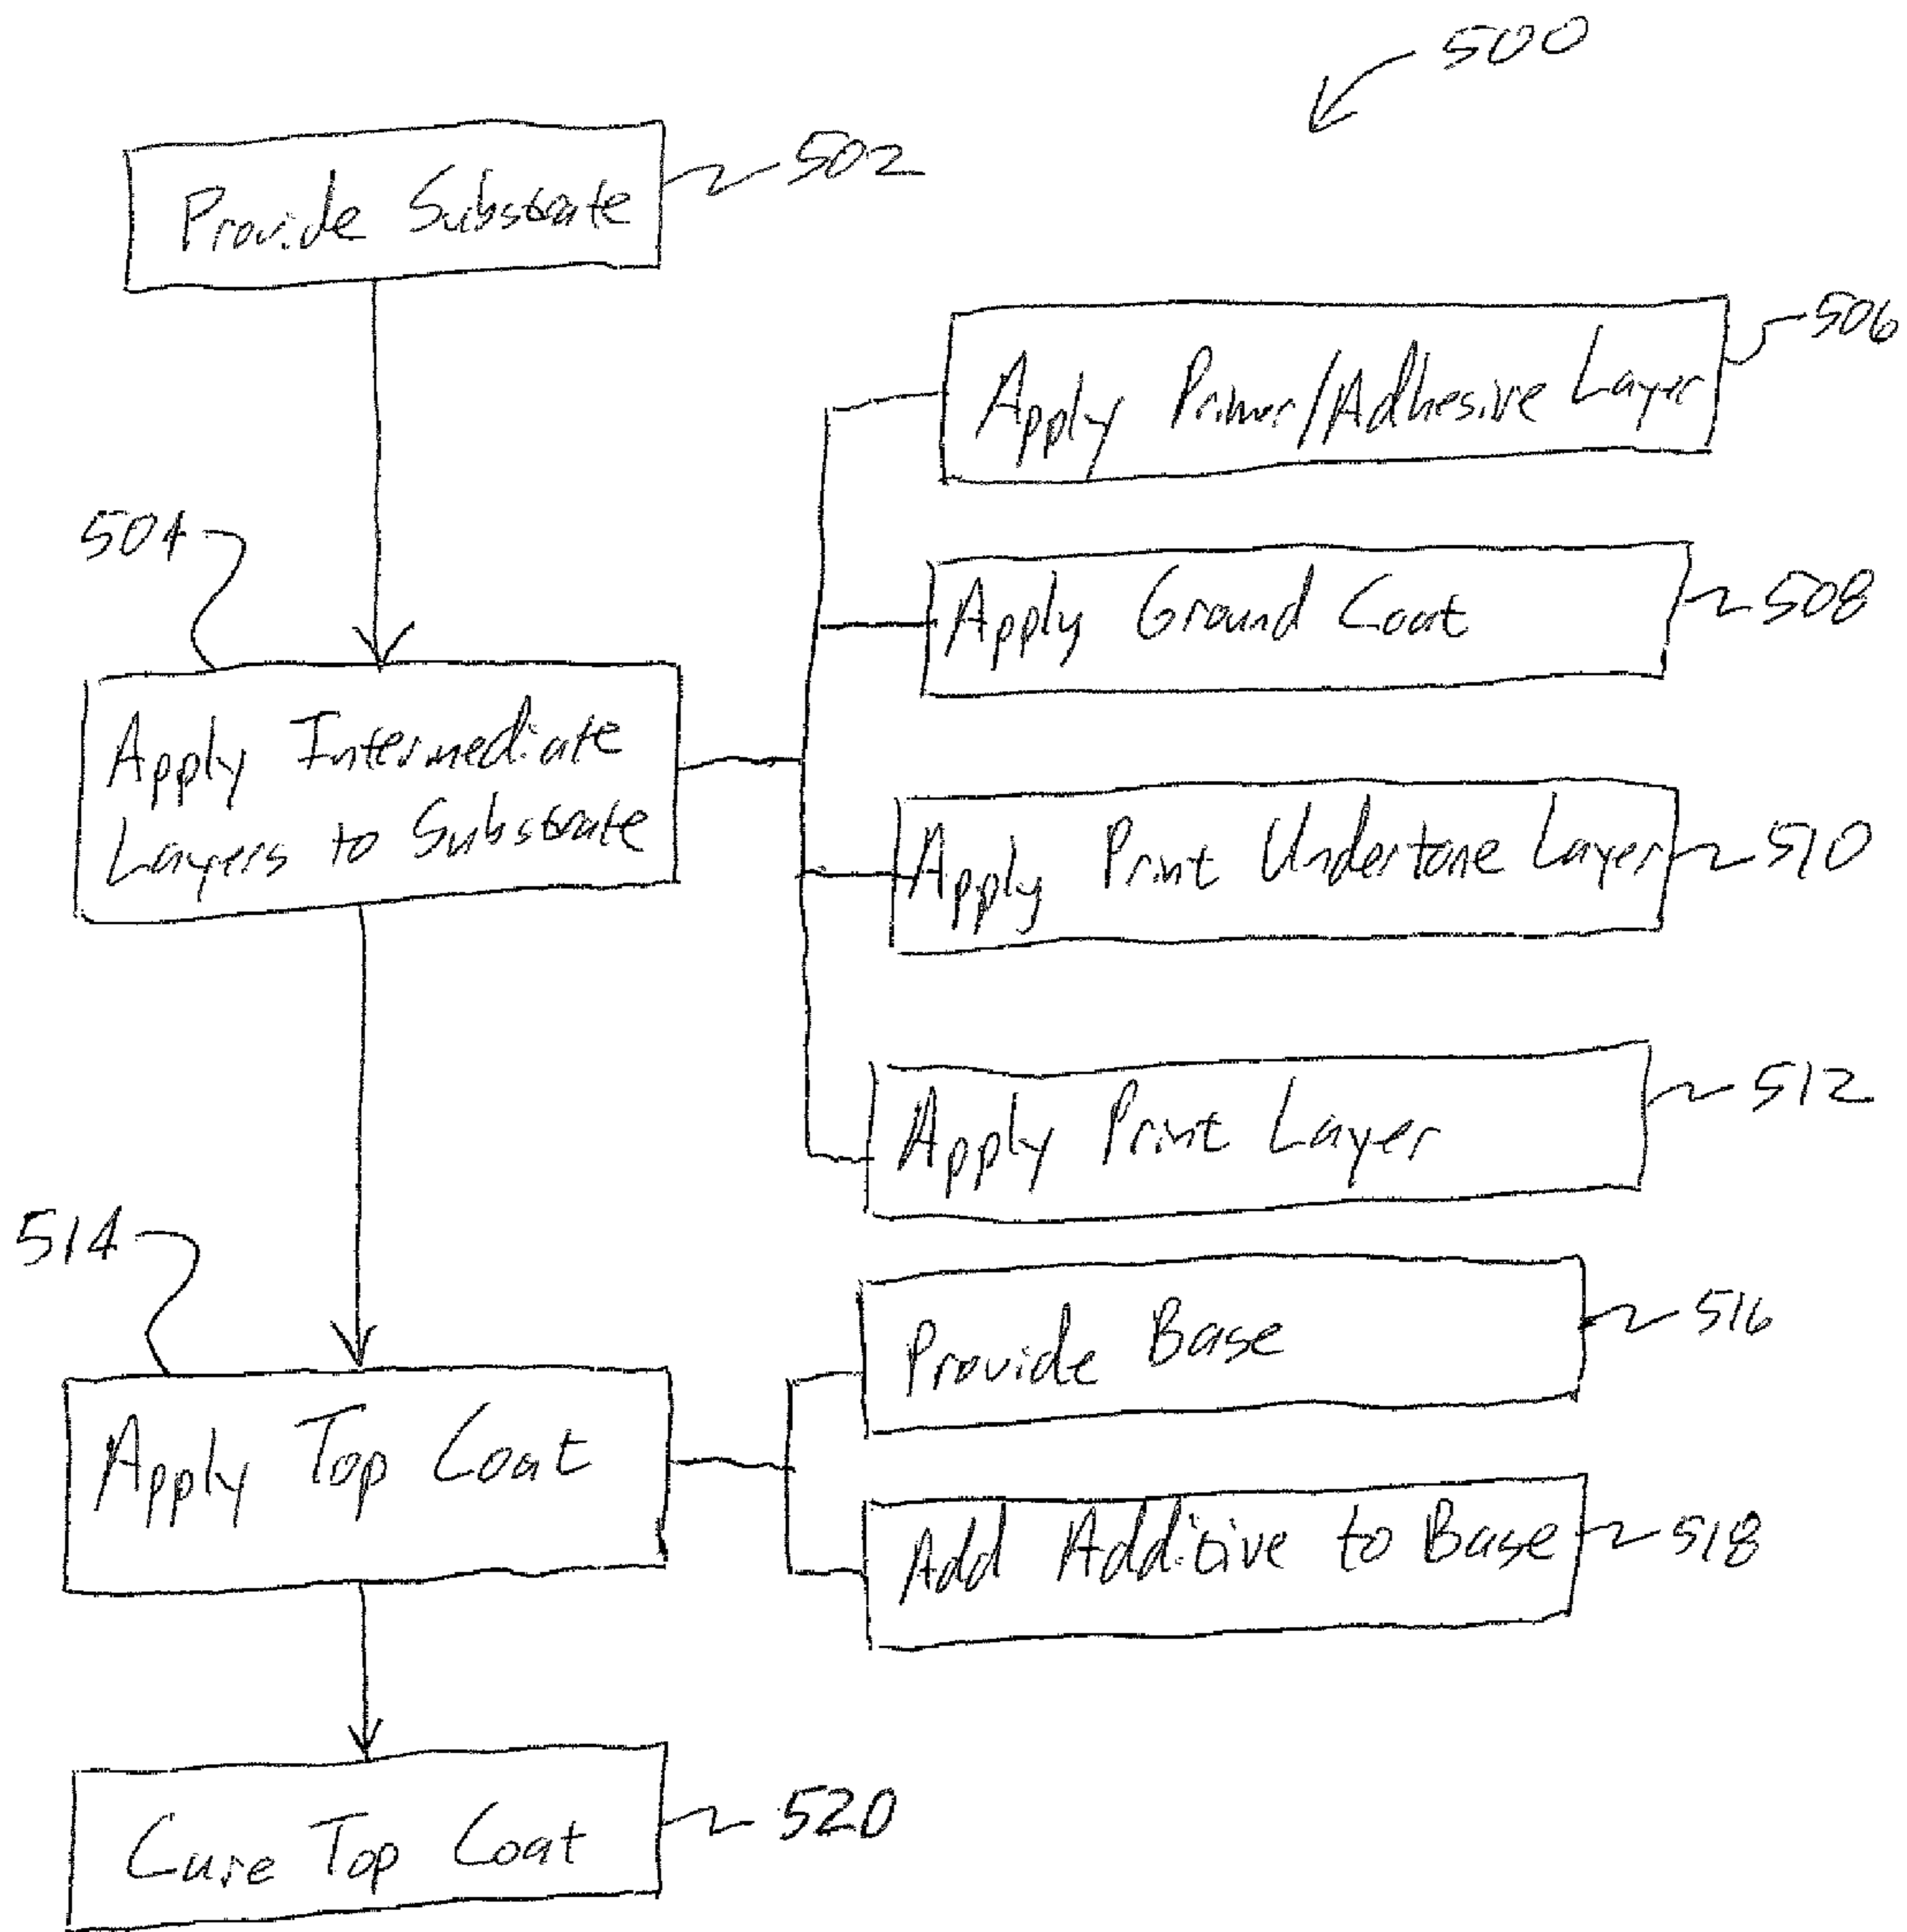 500
Provide Substrate
502
Apply Primer/Adhesive Layer
506
504
Apply Ground Coat
508
Apply Intermediate
Layers to Substrate
Apply Print Undertone Layer
510
Apply Print Layer
512
514
Provide Base
516
Apply Top Coat
Add Additive to Base
518
Cure Top Coat
520